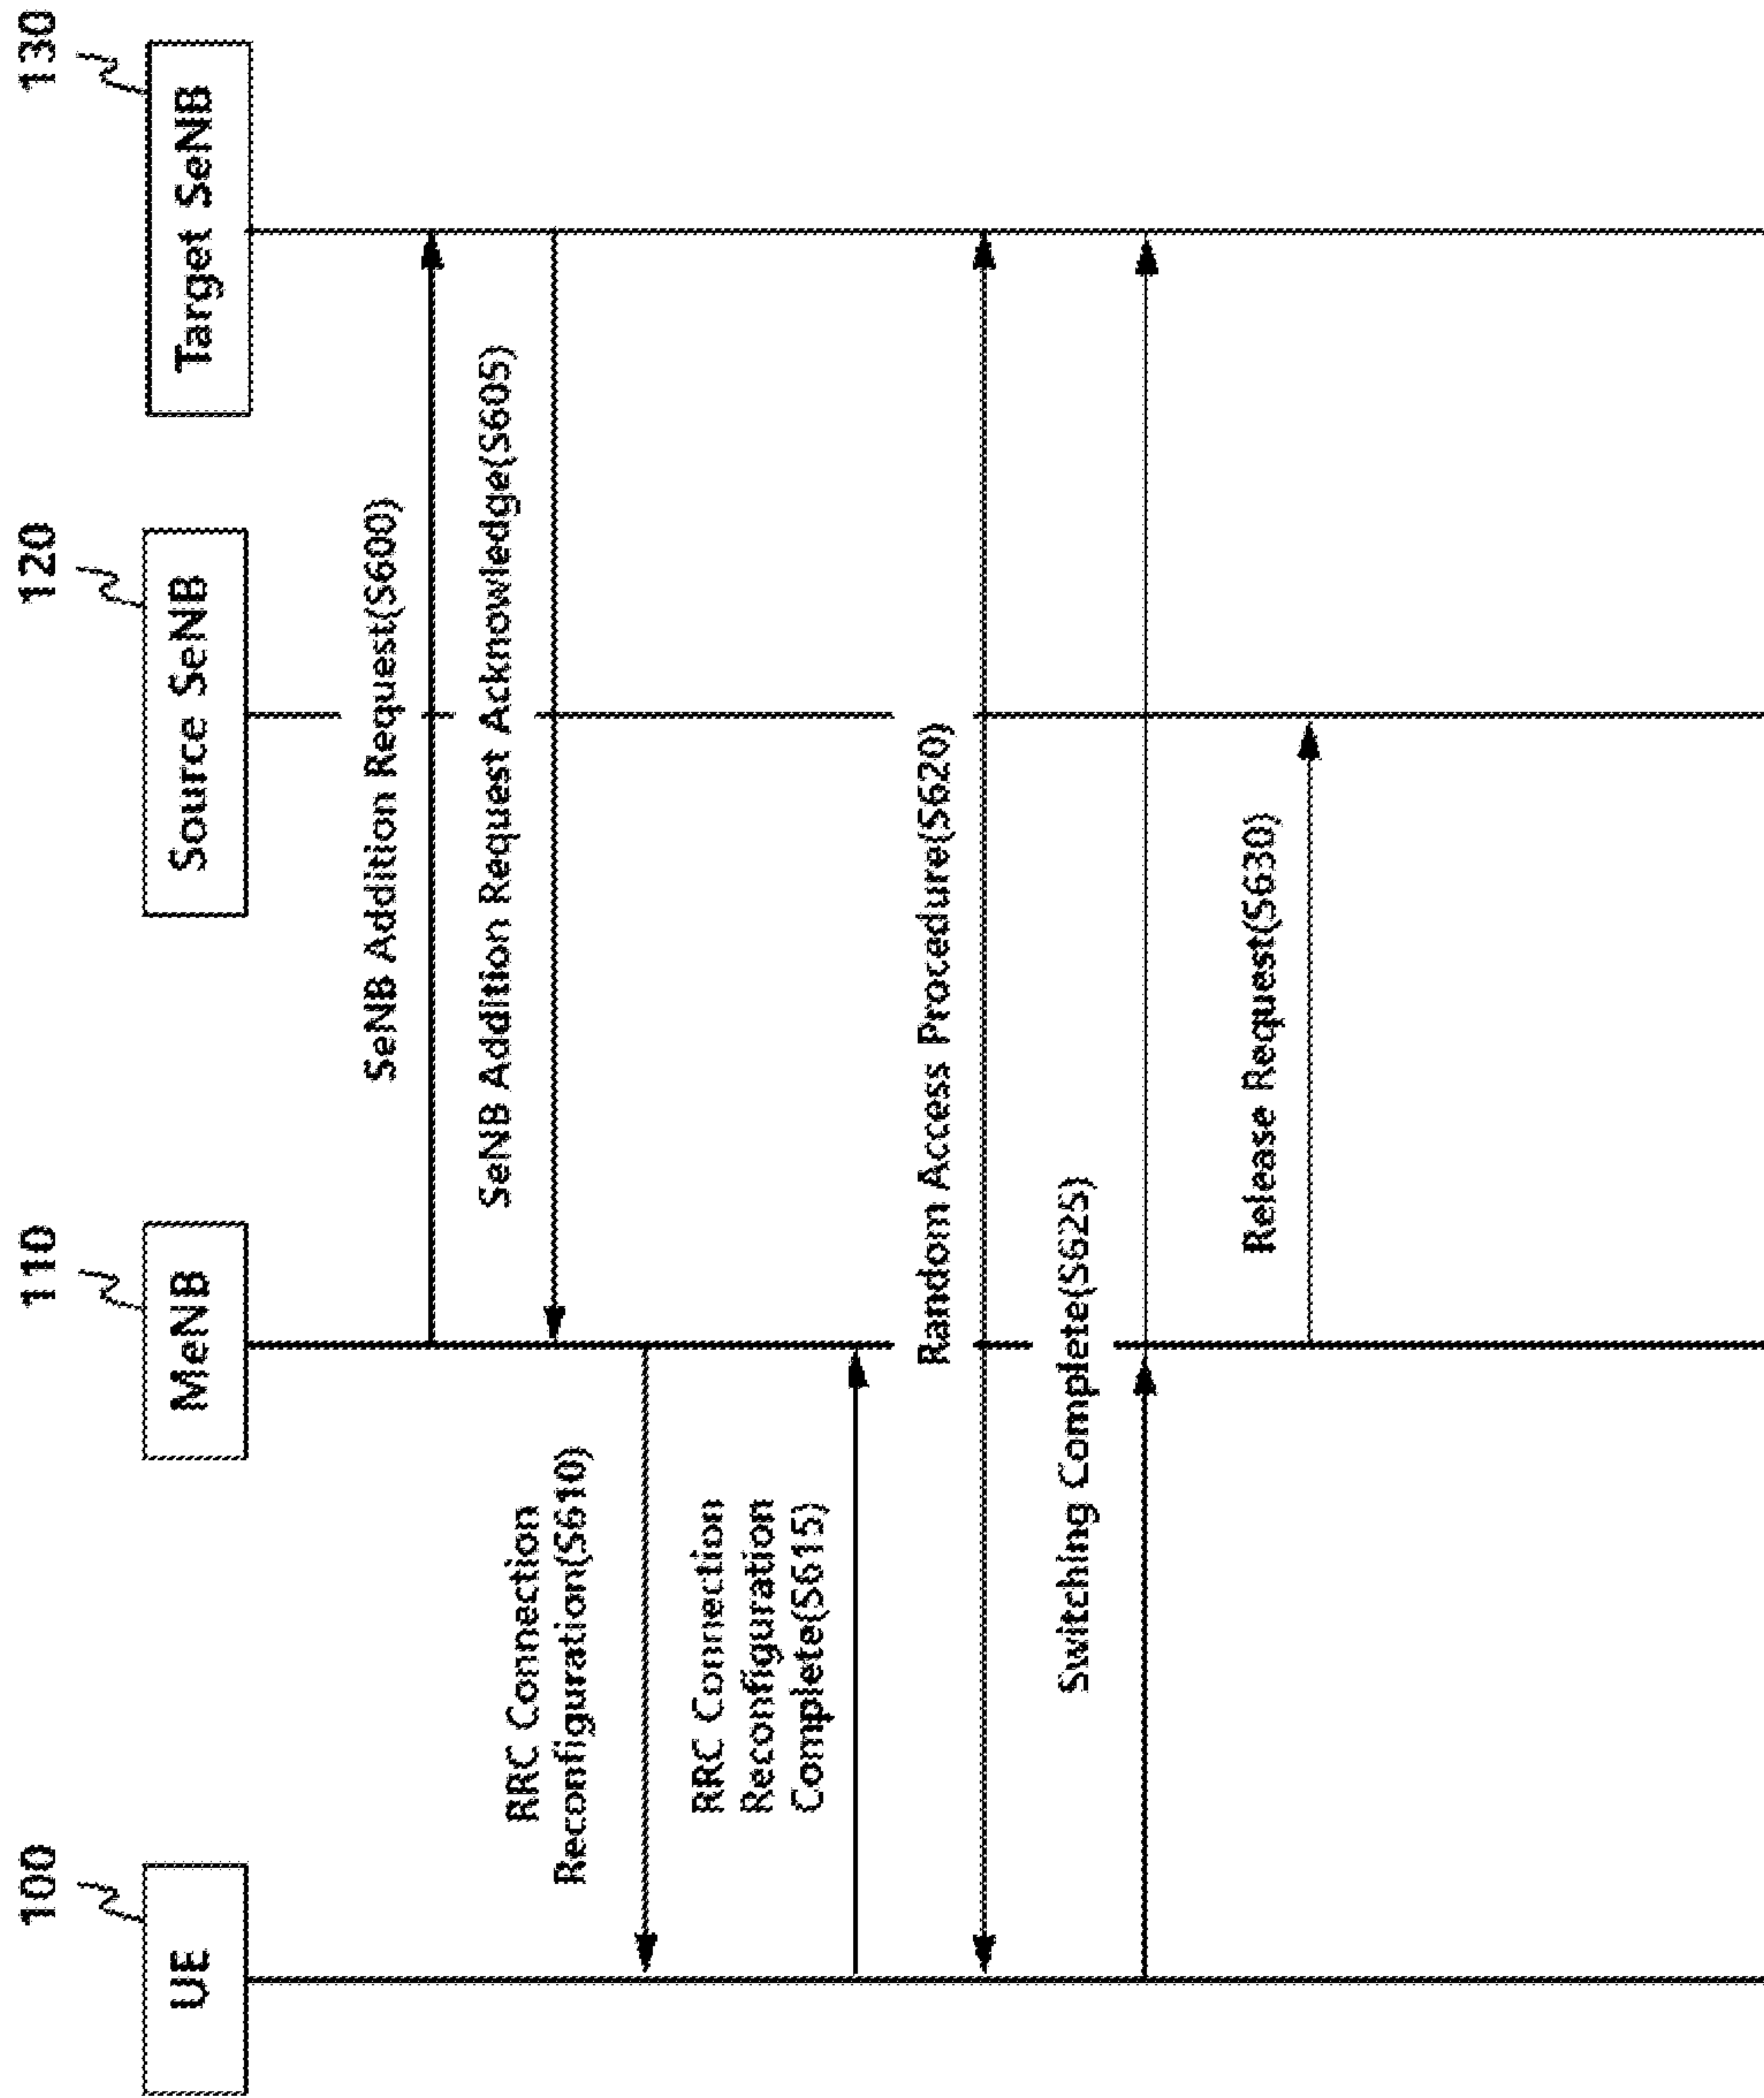 100
110
120
130
UE
MeNB
Source SeNB
Target SeNB
SeNB Addition Request(S600)
SeNB Addition Request Acknowledge(S605)
RRC Connection
Reconfiguration(S610)
RRC Connection
Reconfiguration
Complete(S615)
Random Access Procedure(S620)
Switching Complete(S625)
Release Request(S630)